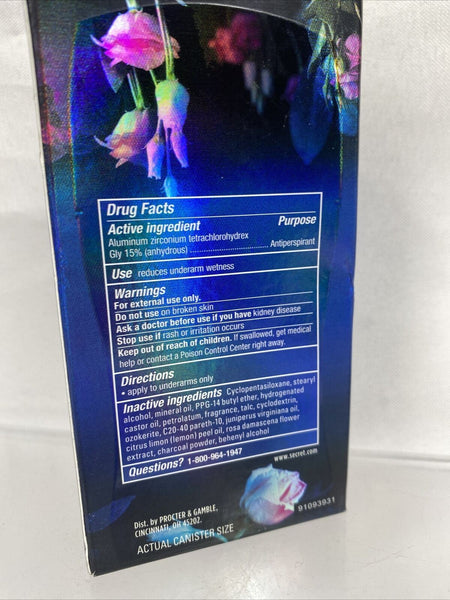 Drug Facts
Active ingredient Purpose
Aluminum zirconium tetrachlorohydrex
Gly 15% (anhydrous) ........................ Antiperspirant
Use reduces underarm wetness
Warnings
For external use only.
Do not use on broken skin
Ask a doctor before use if you have kidney disease
Stop use if rash or irritation occurs
Keep out of reach of children. If swallowed, get medical
help or contact a Poison Control Center right away.
Directions
• apply to underarms only
Inactive ingredients Cyclopentasiloxane, stearyl
alcohol, mineral oil, PPG-14 butyl ether, hydrogenated
castor oil, petrolatum, fragrance, talc, cyclodextrin,
ozokerite, C20-40 pareth-10, juniperus virginiana oil,
citrus limon (lemon) peel oil, rosa damascena flower
extract, charcoal powder, behenyl alcohol
Questions? 1-800-964-1947
www.secret.com
Dist. by PROCTER & GAMBLE,
CINCINNATI, OH 45202.
91093931
ACTUAL CANISTER SIZE